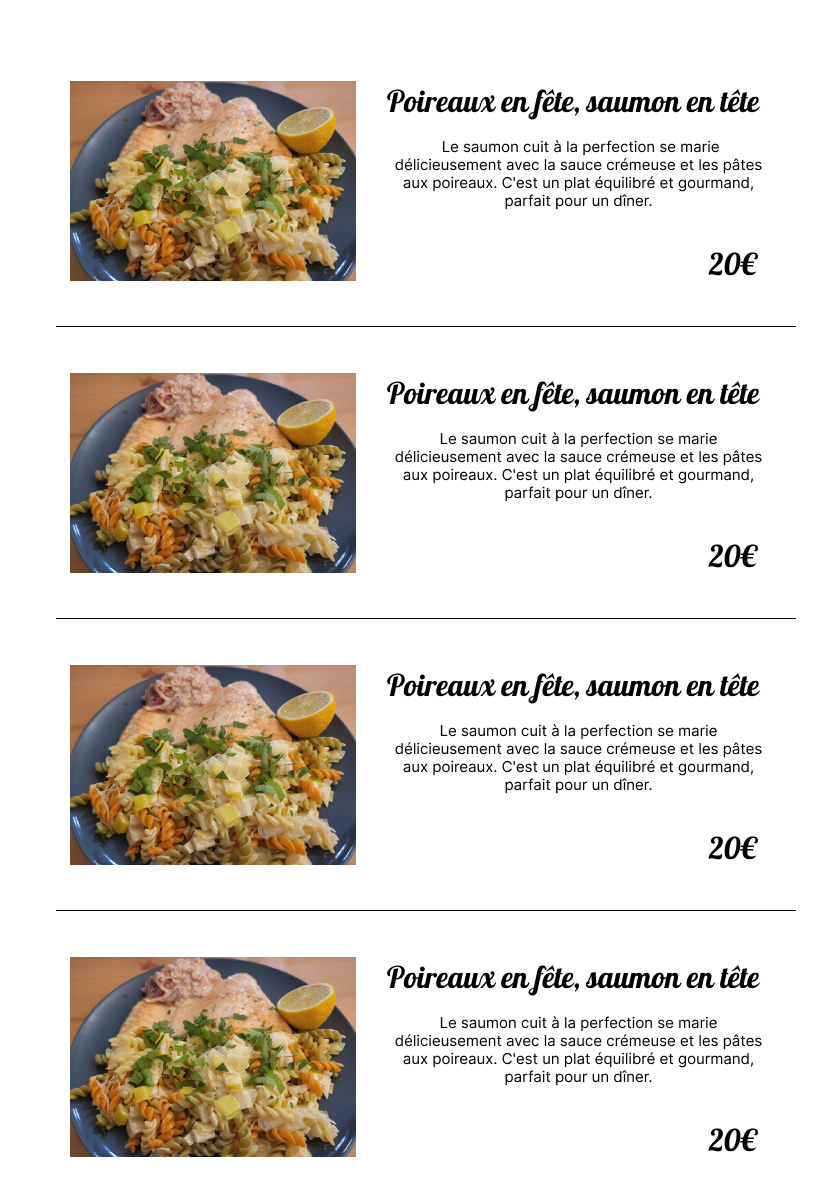 Poireaux en fête, saumon en tête
Le saumon cuit à la perfection se marie
délicieusement avec la sauce crémeuse et les pâtes
aux poireaux. C'est un plat équilibré et gourmand,
parfait pour un dîner.
20€
Poireaux en fête, saumon en tête
Le saumon cuit à la perfection se marie
délicieusement avec la sauce crémeuse et les pâtes
aux poireaux. C'est un plat équilibré et gourmand,
parfait pour un dîner.
20€
Poireaux en fête, saumon en tête
Le saumon cuit à la perfection se marie
délicieusement avec la sauce crémeuse et les pâtes
aux poireaux. C'est un plat équilibré et gourmand,
parfait pour un dîner.
20€
Poireaux en fête, saumon en tête
Le saumon cuit à la perfection se marie
délicieusement avec la sauce crémeuse et les pâtes
aux poireaux. C'est un plat équilibré et gourmand,
parfait pour un dîner.
20€